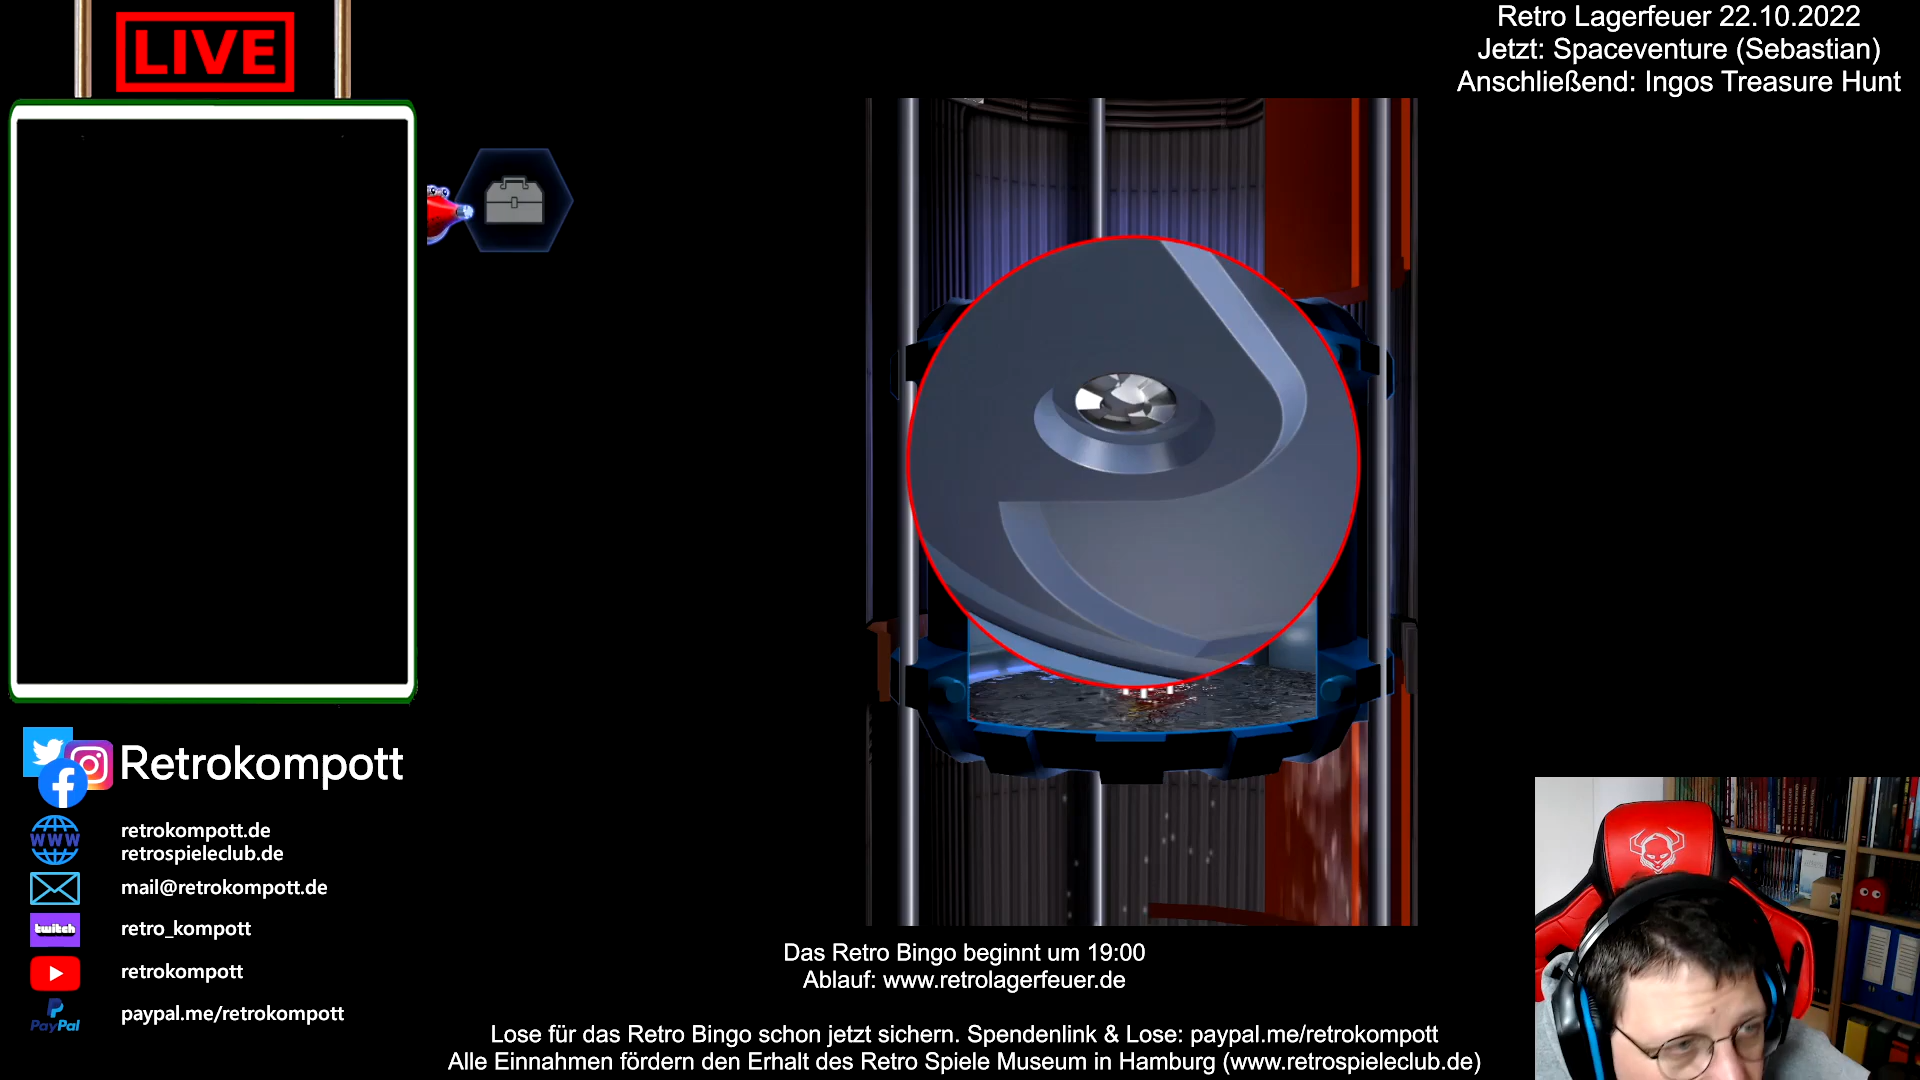 LIVE
Retro Lagerfeuer 22.10.2022
Jetzt: Spaceventure (Sebastian)
Anschließend: Ingos Treasure Hunt
Retrokompott
WWW
retrokompott.de
retrospieleclub.de
mail@retrokompott.de
twitch
retro_kompott
retrokompott
PayPal
paypal.me/retrokompott
Das Retro Bingo beginnt um 19:00
Ablauf: www.retrolagerfeuer.de
Lose für das Retro Bingo schon jetzt sichern. Spendenlink & Lose: paypal.me/retrokompott
Alle Einnahmen fördern den Erhalt des Retro Spiele Museum in Hamburg (www.retrospieleclub.de)